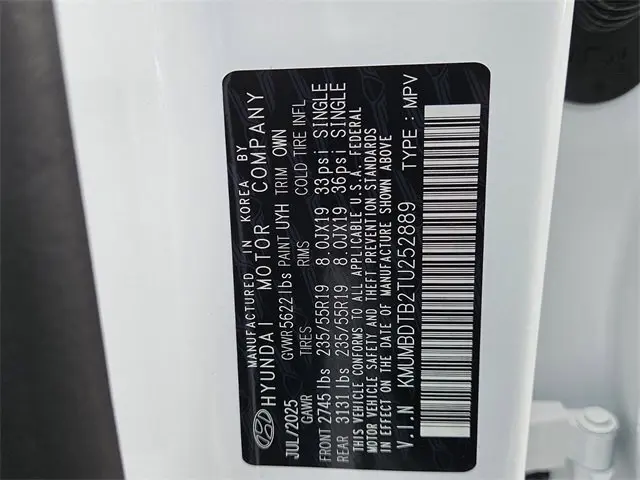 MANUFACTURED IN KOREA BY
HYUNDAI MOTOR COMPANY
JUL/2025 GVWR 5622 lbs PAINT UYH TRIM OWN
GAWR TIRES RIMS COLD TIRE INFL
FRONT 2745 lbs 235/55R19 8.0JX19 33psi SINGLE
REAR 3131 lbs 235/55R19 8.0JX19 36psi SINGLE
THIS VEHICLE CONFORMS TO ALL APPLICABLE U.S.A. FEDERAL
MOTOR VEHICLE SAFETY AND THEFT PREVENTION STANDARDS
IN EFFECT ON THE DATE OF MANUFACTURE SHOWN ABOVE
V.I.N KMUMBDTB2TU252889 TYPE : MPV